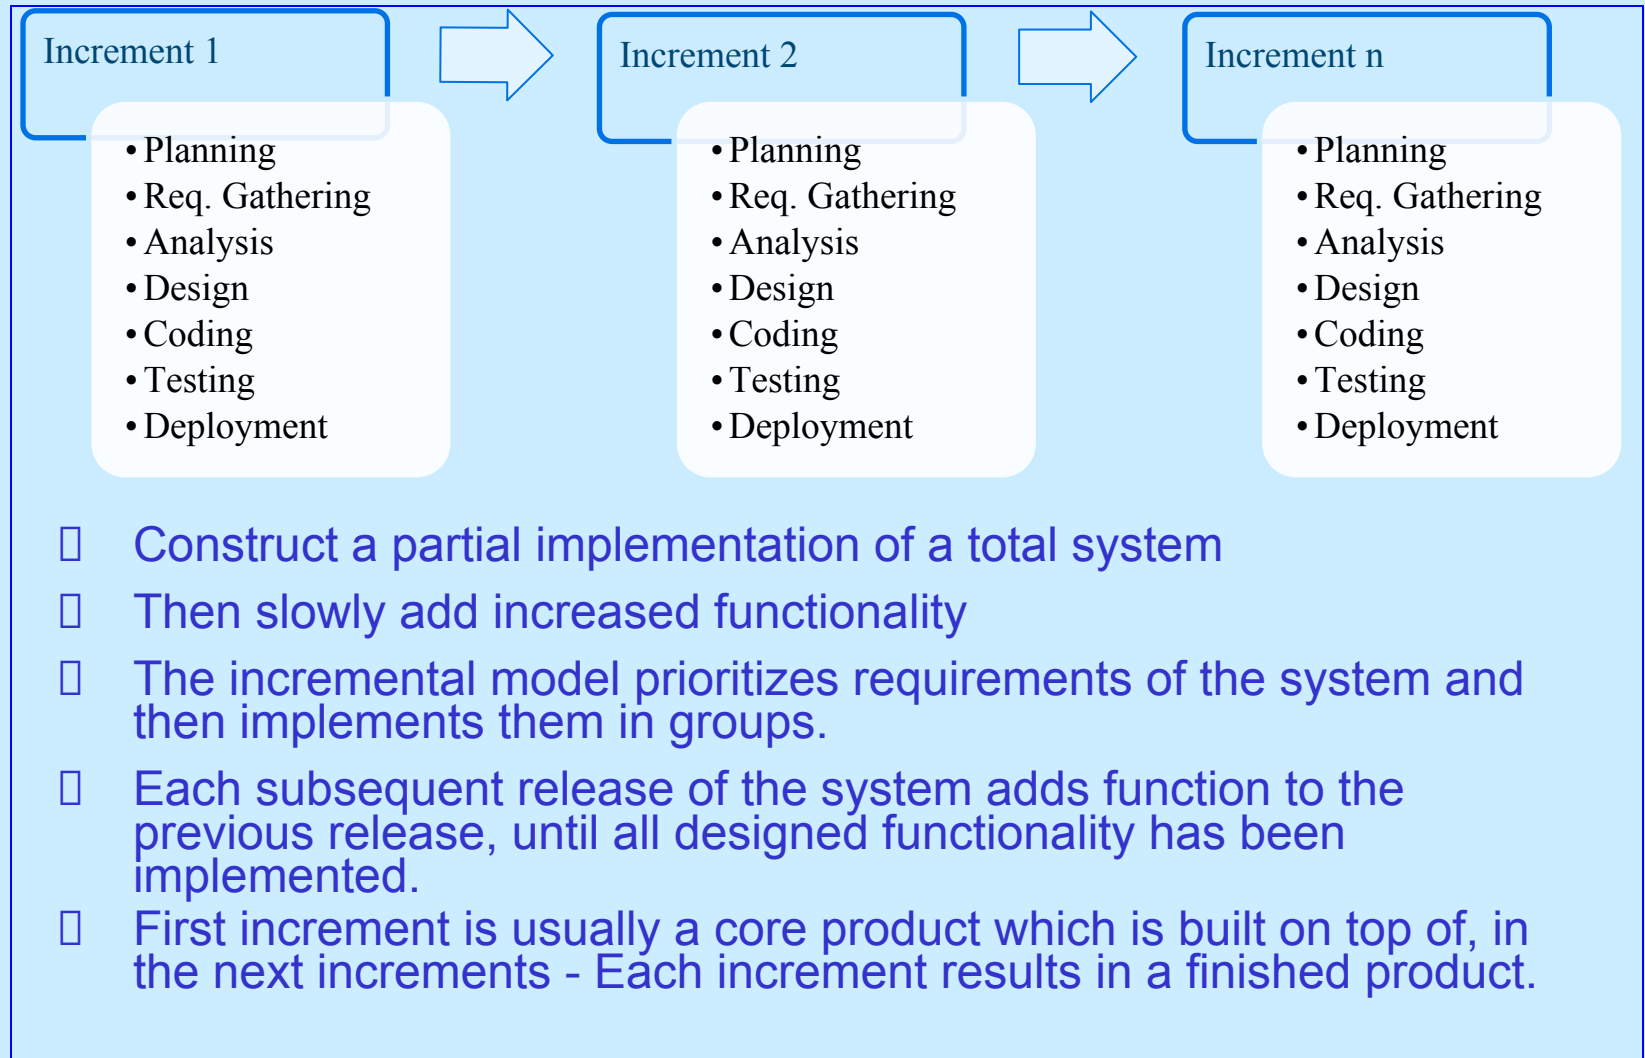 Increment 1
• Planning
• Req. Gathering
• Analysis
• Design
• Coding
• Testing
• Deployment
Increment 2
• Planning
• Req. Gathering
• Analysis
• Design
• Coding
• Testing
• Deployment
Increment n
• Planning
• Req. Gathering
• Analysis
• Design
• Coding
• Testing
• Deployment
Construct a partial implementation of a total system
Then slowly add increased functionality
The incremental model prioritizes requirements of the system and
then implements them in groups.
Each subsequent release of the system adds function to the
previous release, until all designed functionality has been
implemented.
First increment is usually a core product which is built on top of, in
the next increments - Each increment results in a finished product.